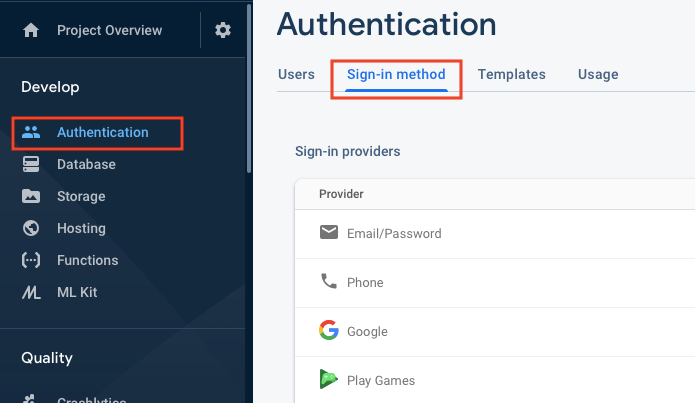 Project Overview
Develop
Authentication
Database
Storage
Hosting
Functions
ML Kit
Quality
Crashlytics
Authentication
Users
Sign-in method
Templates
Usage
Sign-in providers
Provider
Email/Password
Phone
Google
Play Games